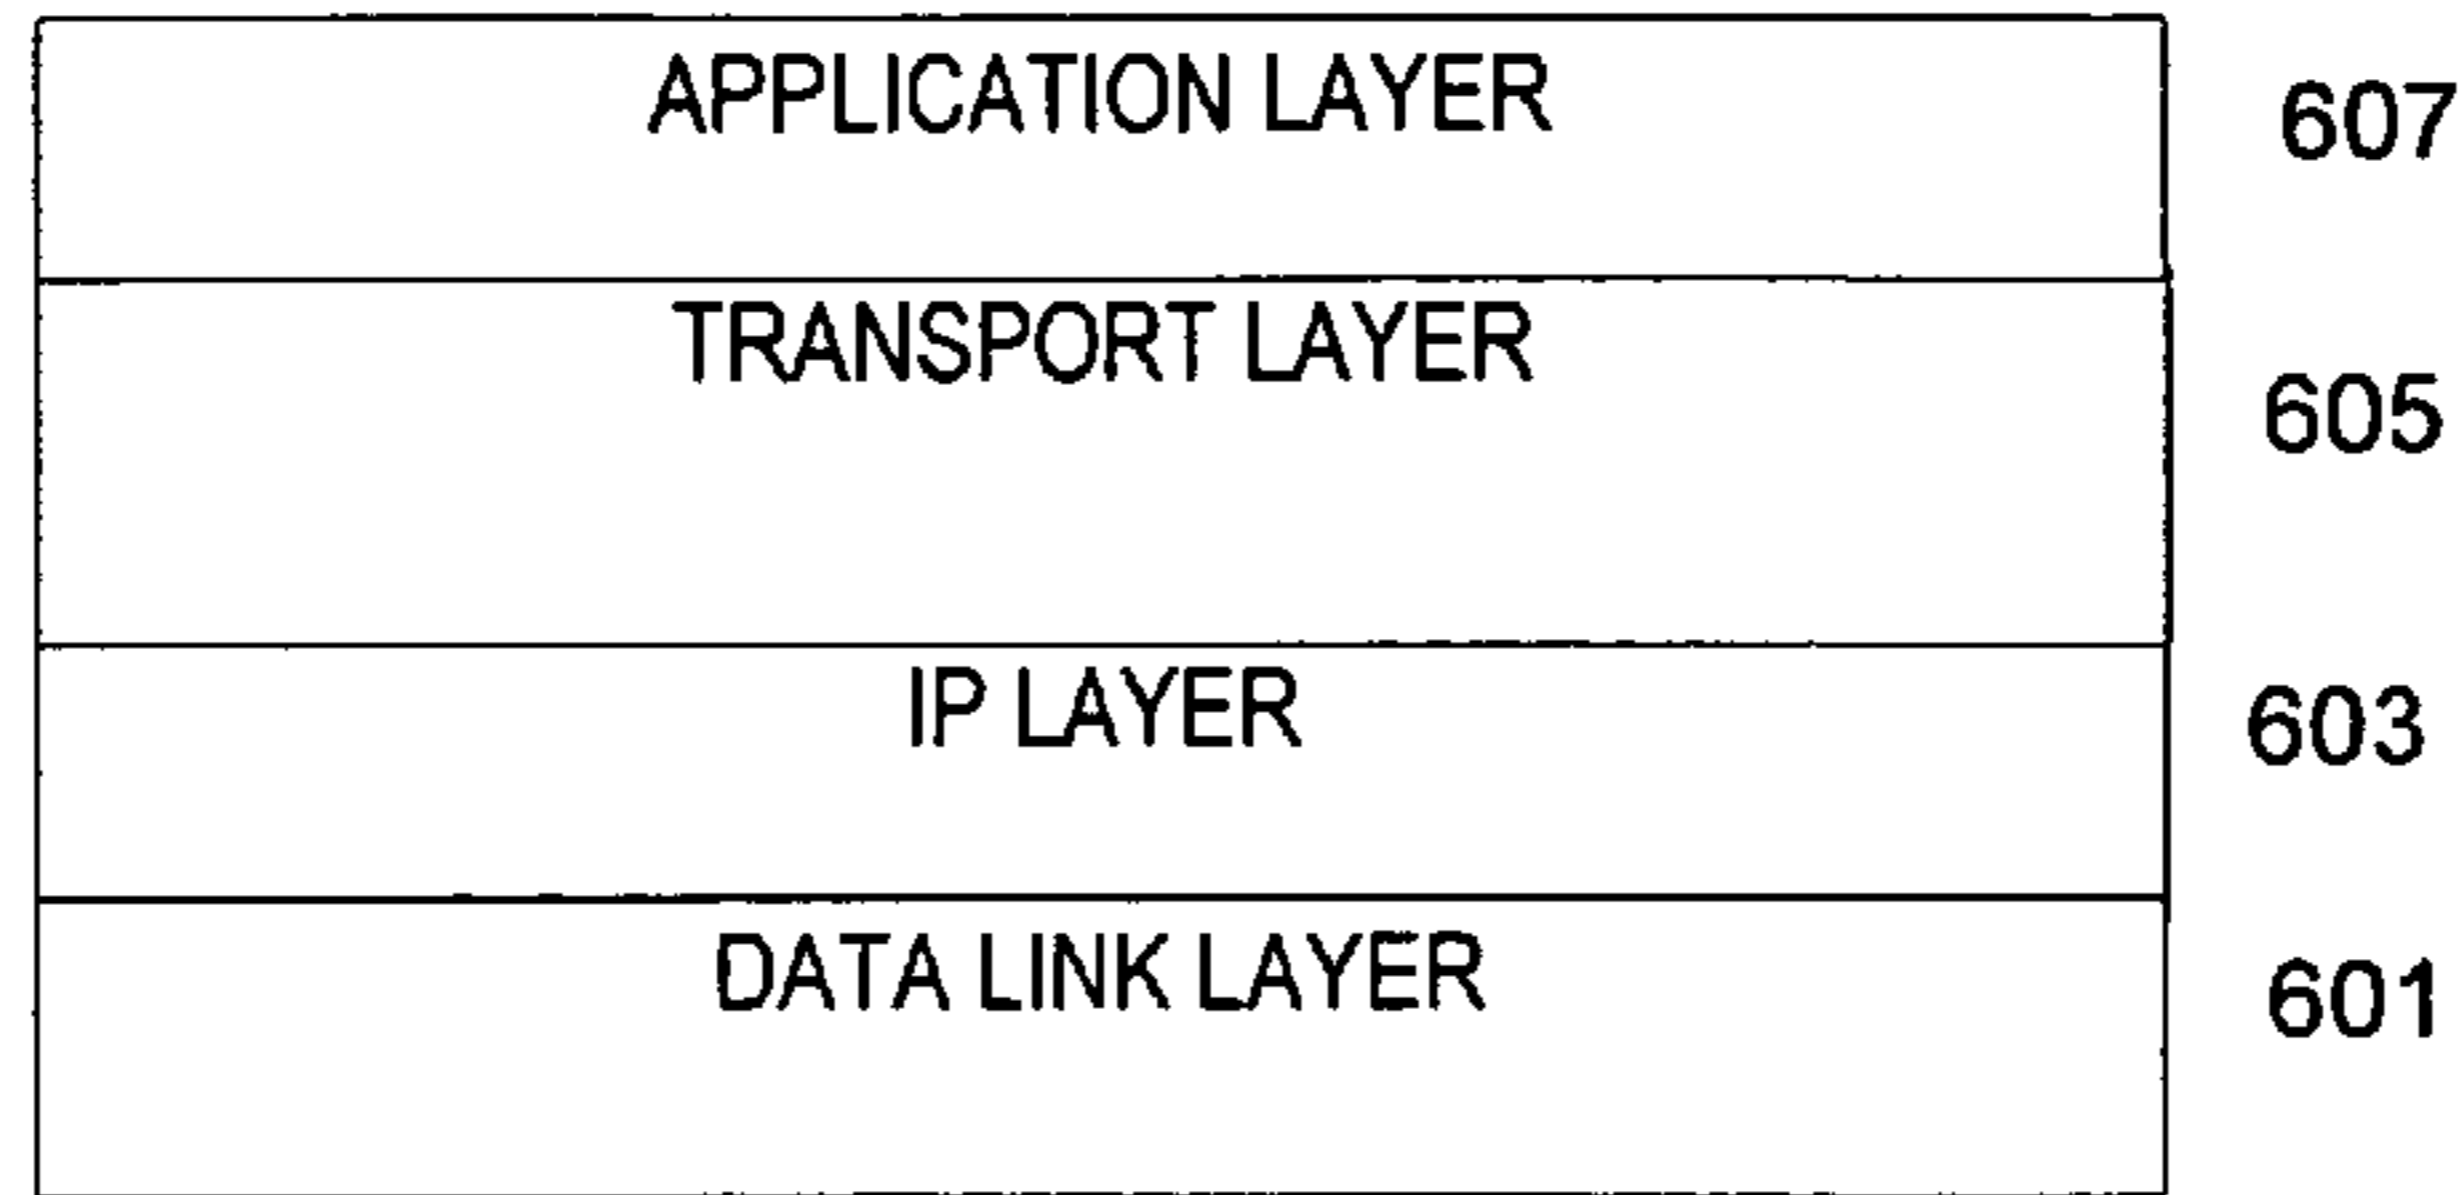 APPLICATION LAYER 607
TRANSPORT LAYER 605
IP LAYER 603
DATA LINK LAYER 601